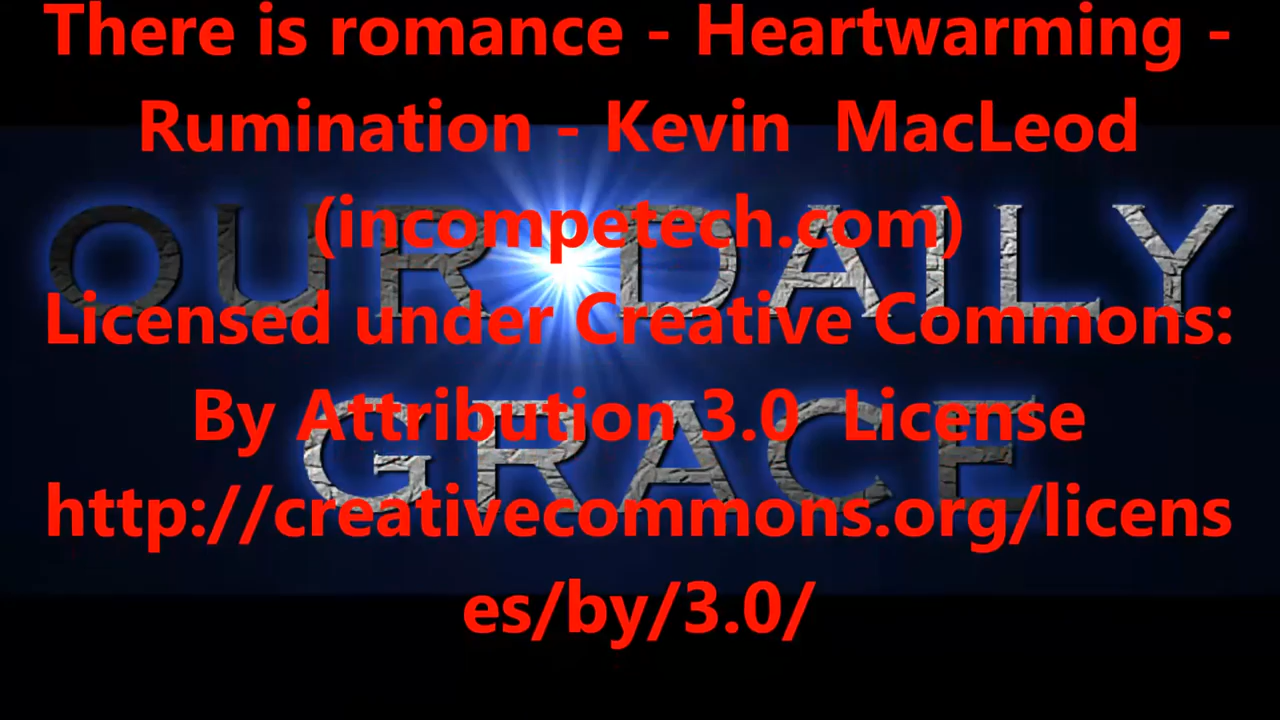 There is romance - Heartwarming -
Rumination - Kevin  MacLeod
(incompetech.com)
OUR DAILY
Licensed under Creative Commons:
By Attribution 3.0  License
GRACE
http://creativecommons.org/licens
es/by/3.0/